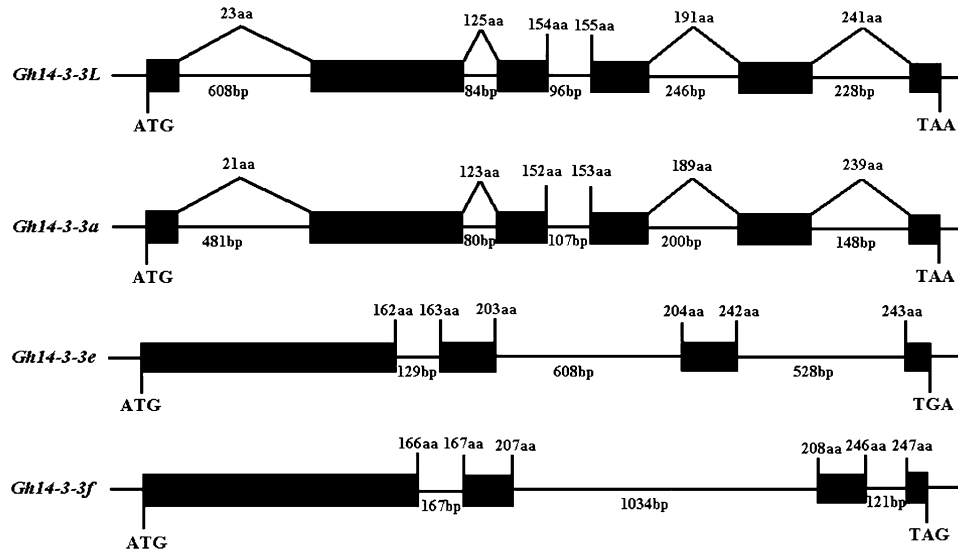 23aa 125aa 154aa 155aa 191aa 241aa
Gh14-3-3L
608bp 84bp 96bp 246bp 228bp
ATG TAA
21aa 123aa 152aa 153aa 189aa 239aa
Gh14-3-3a
481bp 80bp 107bp 200bp 148bp
ATG TAA
162aa 163aa 203aa 204aa 242aa 243aa
Gh14-3-3e
129bp 608bp 528bp
ATG TGA
166aa 167aa 207aa 208aa 246aa 247aa
Gh14-3-3f
167bp 1034bp 121bp
ATG TAG